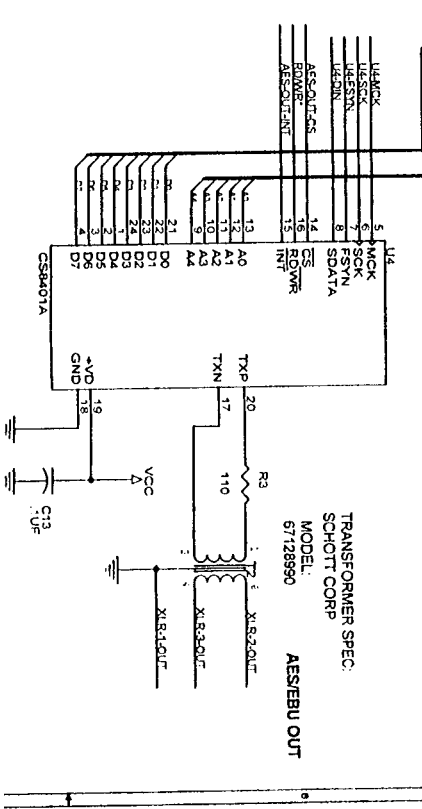 U4-MCK
U4-SCK
U4-FSYN
U4-DIN
AES-OUT-CS
RD/WR*
AES-OUT-INT
5
6
7
8
14
16
15
13
12
11
10
9
21
22
23
24
1
2
3
4
U4
MCK
SCK
FSYN
SDATA
CS
RD/WR
INT
A0
A1
A2
A3
A4
D0
D1
D2
D3
D4
D5
D6
D7
CS8401A
TXP
TXN
+VD
GND
20
17
19
18
VCC
C13
.1UF
R3
110
T2
TRANSFORMER SPEC:
SCHOTT CORP
MODEL:
67128990
AES/EBU OUT
XLR-2-OUT
XLR-3-OUT
XLR-1-OUT